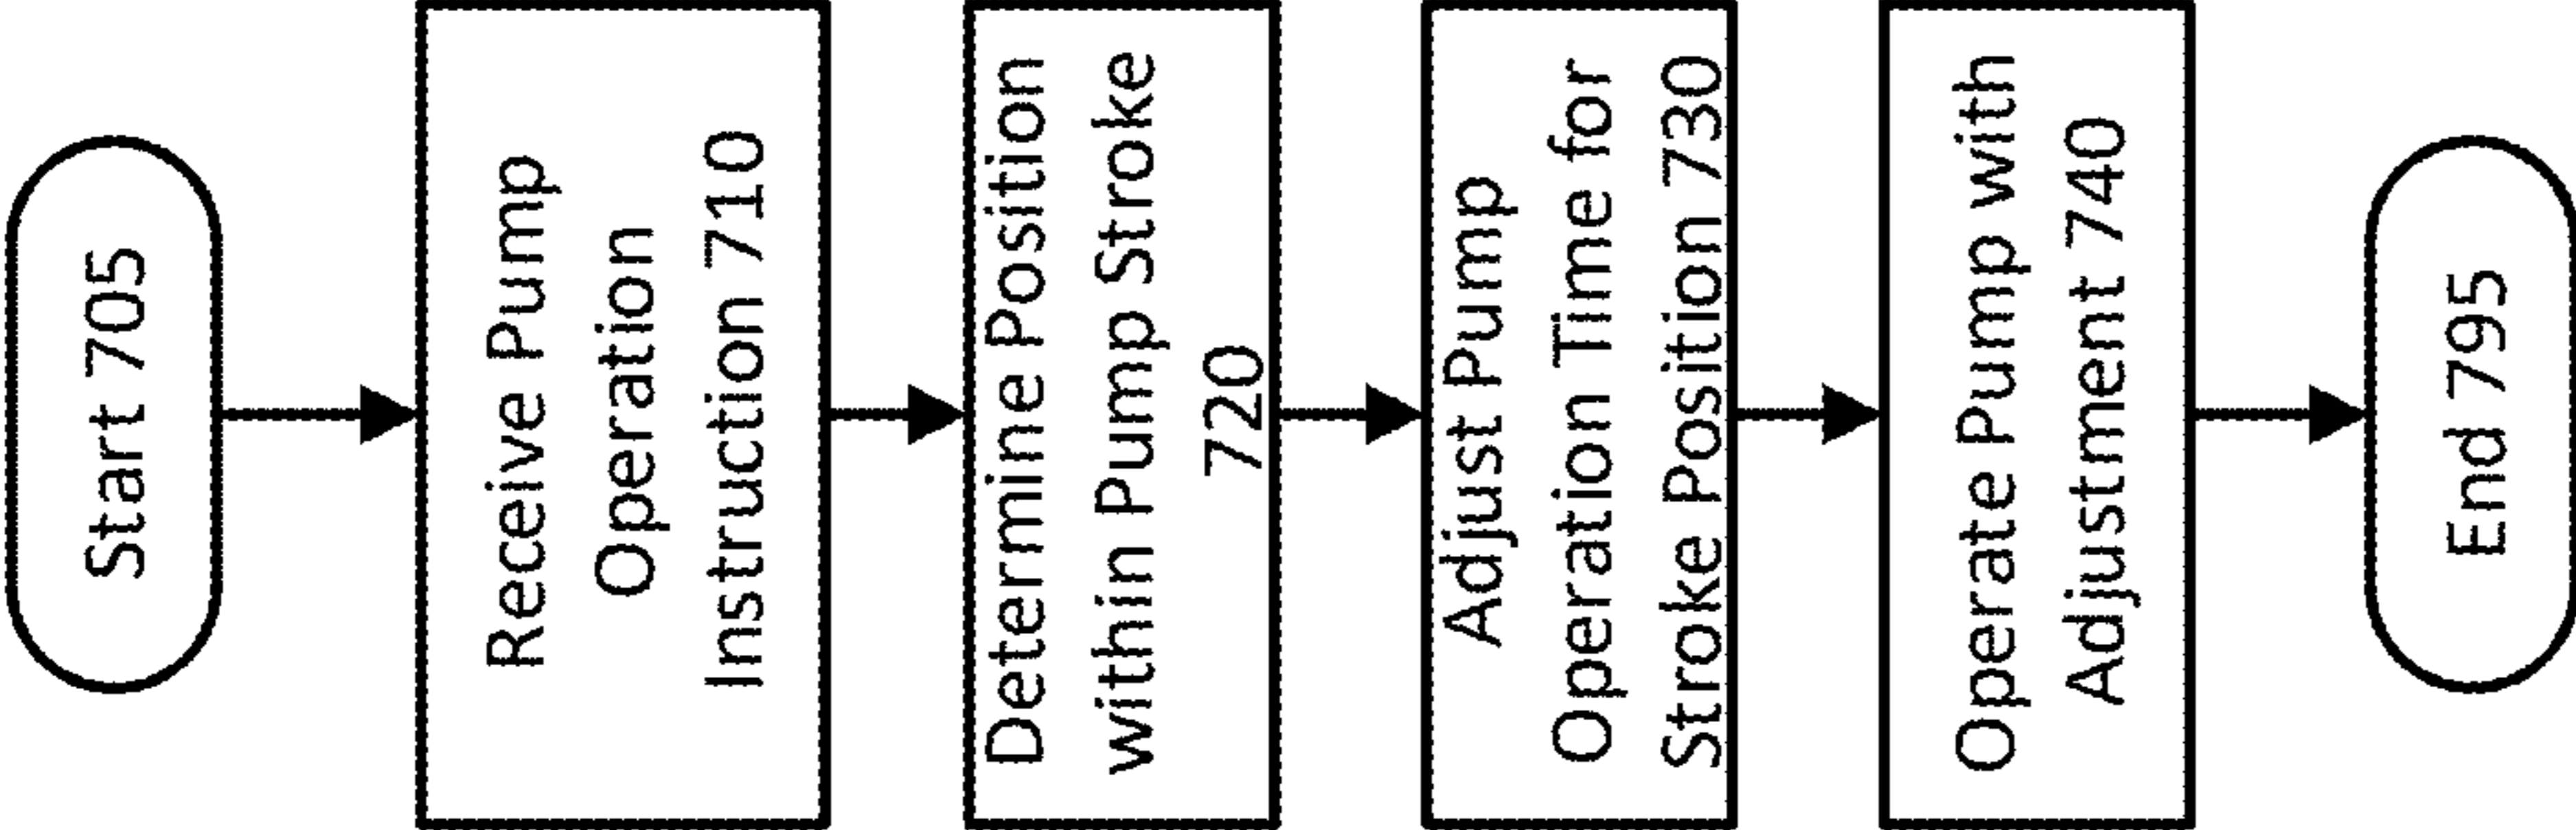 Start 705
Receive Pump
Operation
Instruction 710
Determine Position
within Pump Stroke
720
Adjust Pump
Operation Time for
Stroke Position 730
Operate Pump with
Adjustment 740
End 795